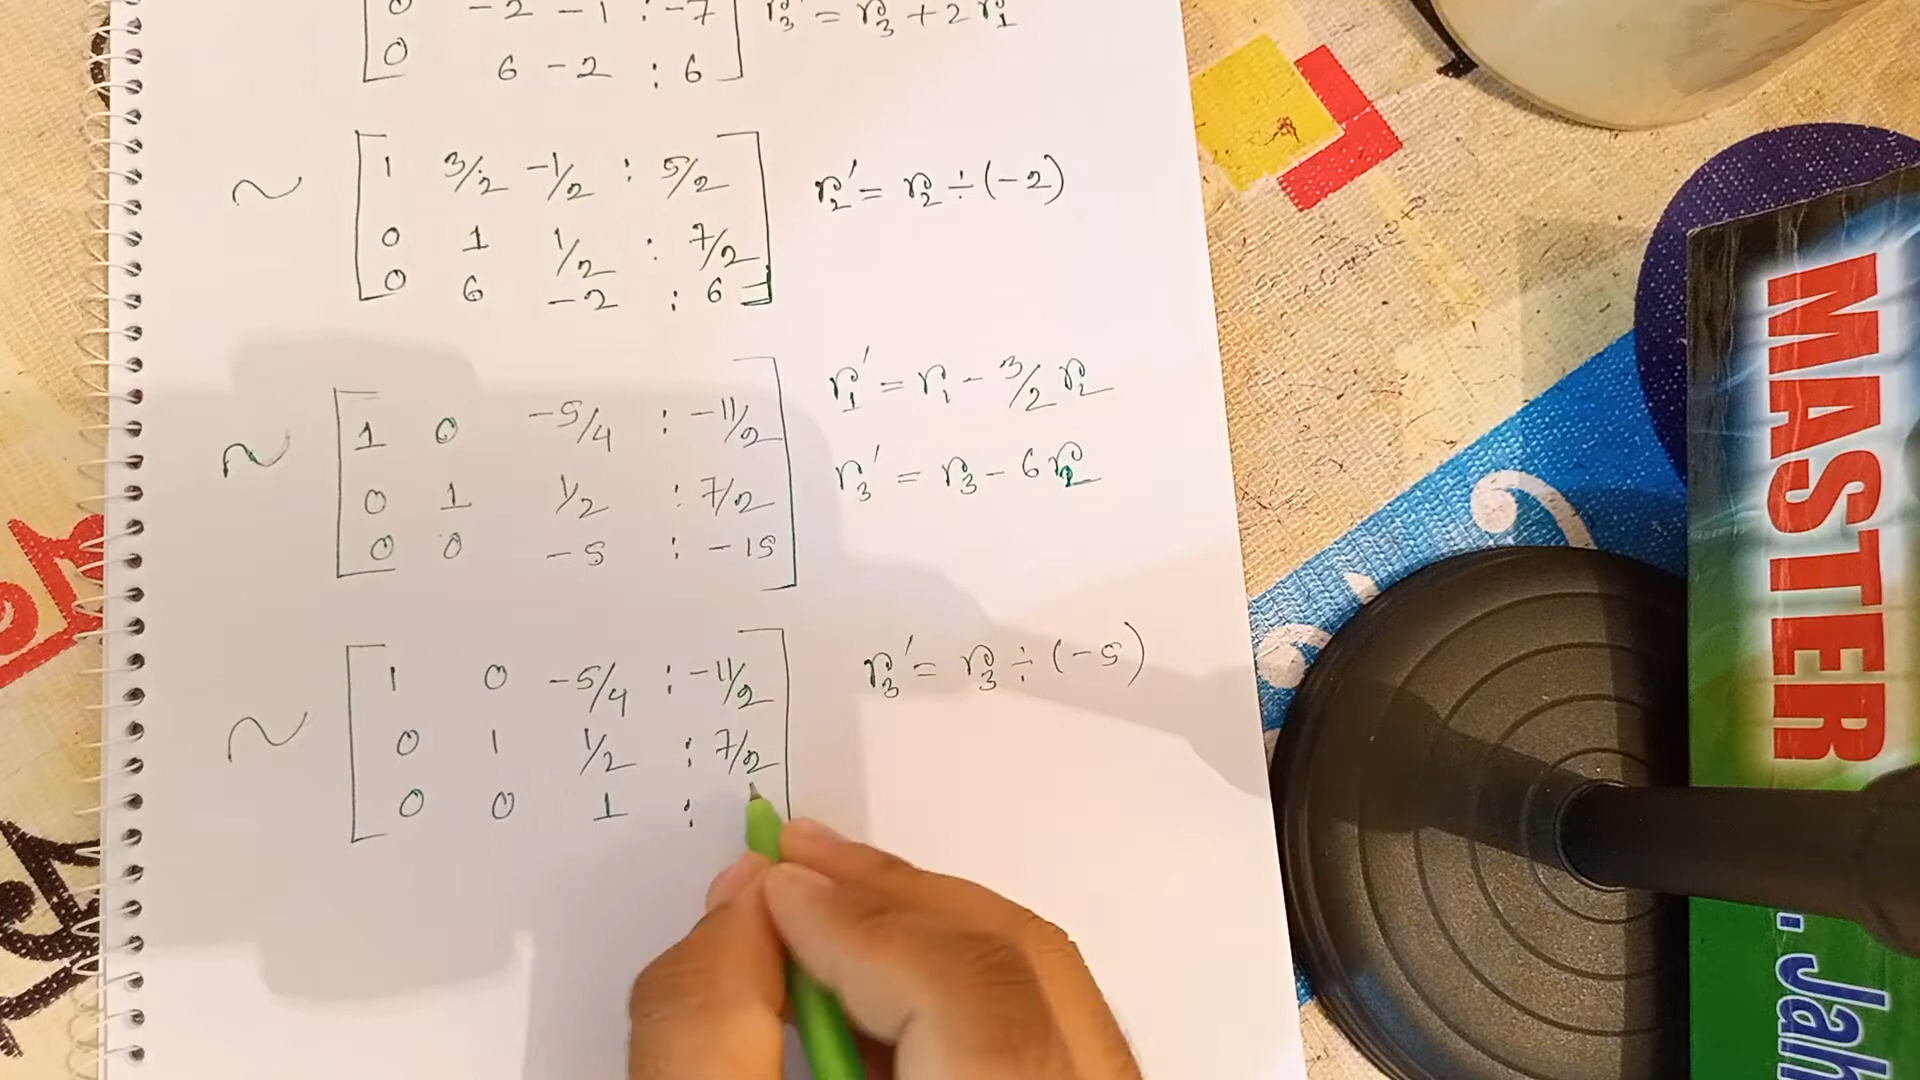 0 -2 -1 : -7 r₃' = r₃ + 2r₁
0 6 -2 : 6
~ 1 3/2 -1/2 : 5/2 r₂' = r₂ ÷ (-2)
0 1 1/2 : 7/2
0 6 -2 : 6
~ 1 0 -5/4 : -11/2 r₁' = r₁ - 3/2 r₂
0 1 1/2 : 7/2 r₃' = r₃ - 6r₂
0 0 -5 : -15
~ 1 0 -5/4 : -11/2 r₃' = r₃ ÷ (-5)
0 1 1/2 : 7/2
0 0 1 :
MASTER
. Jah